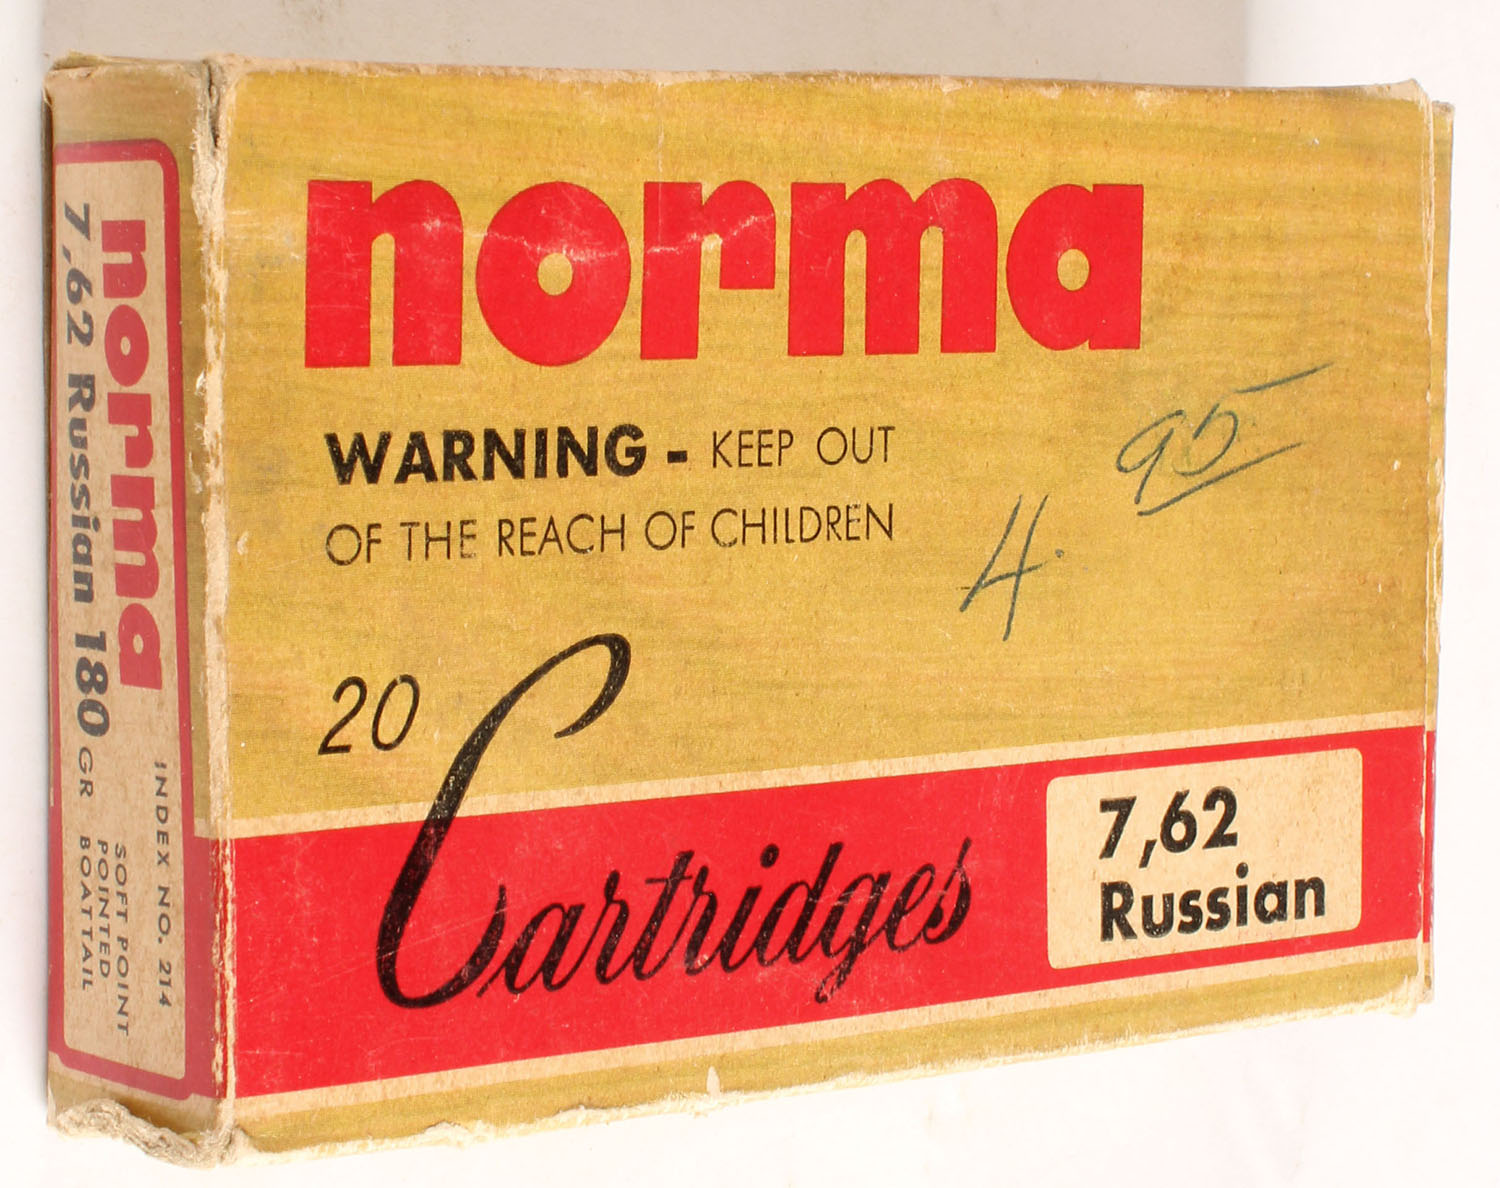 norma
WARNING - KEEP OUT
OF THE REACH OF CHILDREN
4.95
20 Cartridges
7,62
Russian
norma
7,62 Russian 180 GR
INDEX NO. 214
SOFT POINT
POINTED
BOATTAIL